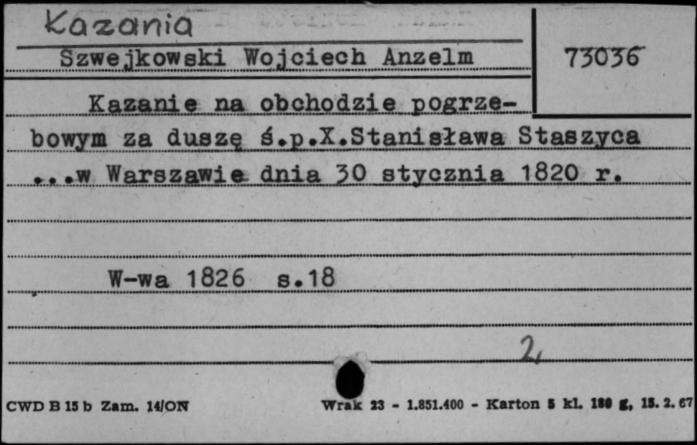 Kazania
Szwejkowski Wojciech Anzelm
73036
Kazanie na obchodzie pogrze-
bowym za duszę ś.p.X.Stanisława Staszyca
...w Warszawie dnia 30 stycznia 1820 r.
W-wa 1826 s.18
2,
CWD B 15 b Zam. 14/ON
Wrak 23 - 1.851.400 - Karton 5 kl. 180 g, 15. 2. 67